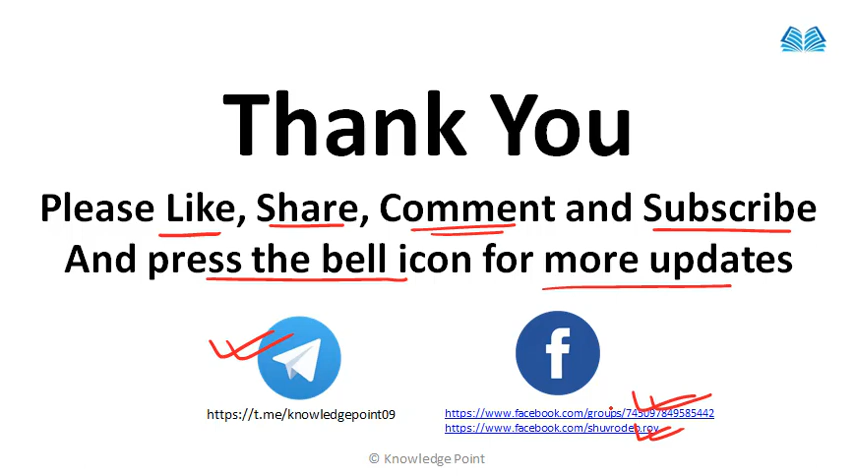 Thank You
Please Like, Share, Comment and Subscribe
And press the bell icon for more updates
https://t.me/knowledgepoint09
https://www.facebook.com/groups/745097849585442
https://www.facebook.com/shuvrodeb.roy
© Knowledge Point